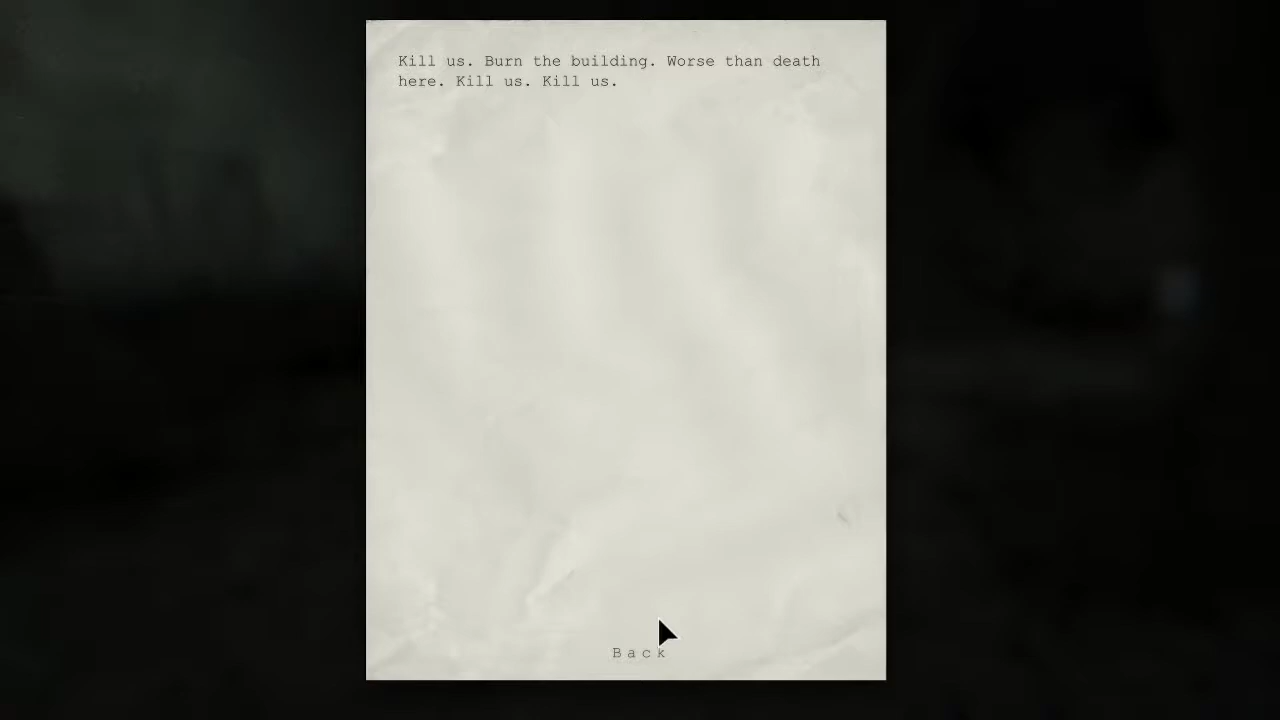 Kill us. Burn the building. Worse than death
here. Kill us. Kill us.
Back